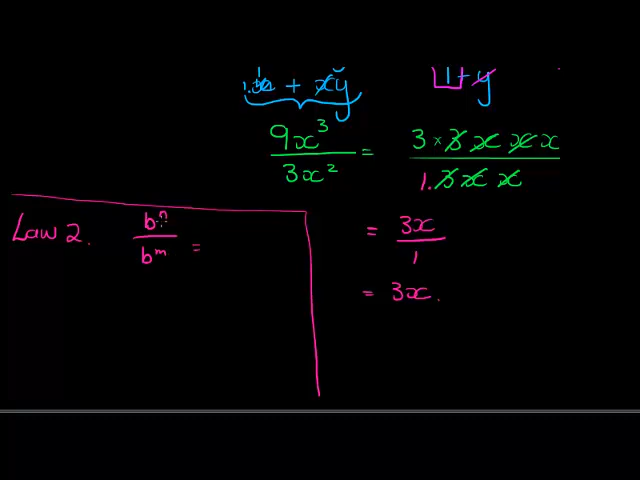 + xy 1 + y
9x³/3x² = 3 × 3 x x x / 1.3 x x
Law 2. bⁿ/bᵐ =
= 3x/1
= 3x.